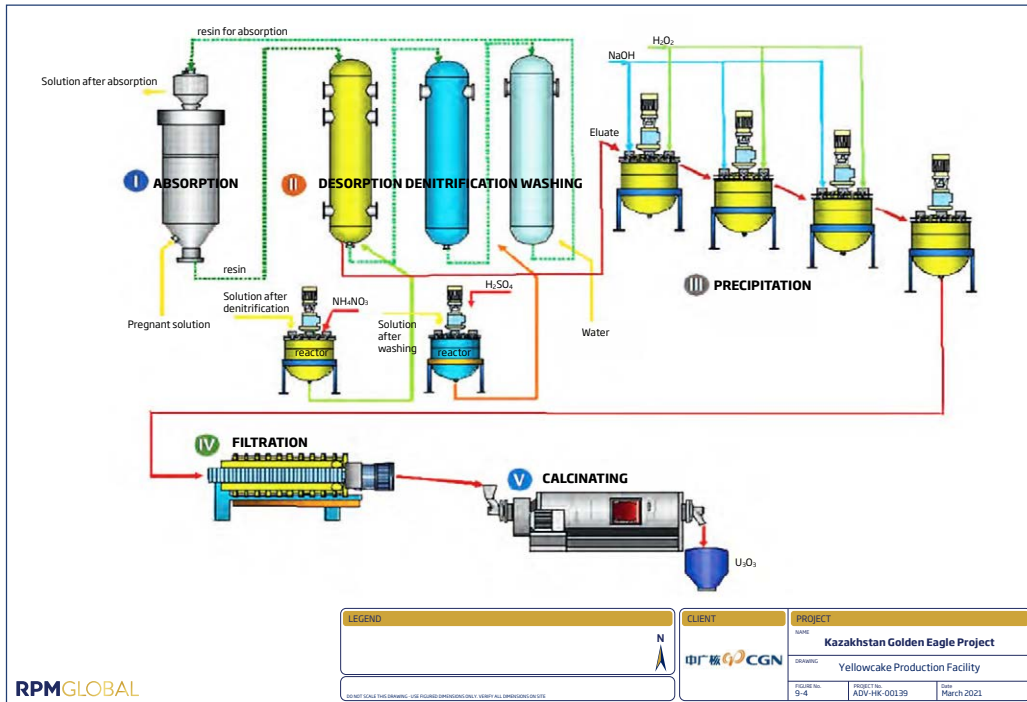 resin for absorption
H₂O₂
NaOH
Solution after absorption
Eluate
I ABSORPTION
II DESORPTION DENITRIFICATION WASHING
III PRECIPITATION
resin
Solution after
denitrification
NH₄NO₃
H₂SO₄
Pregnant solution
Solution
after
washing
Water
reactor
reactor
IV FILTRATION
V CALCINATING
U₃O₃
LEGEND
N
DO NOT SCALE THIS DRAWING - USE FIGURED DIMENSIONS ONLY. VERIFY ALL DIMENSIONS ON SITE
CLIENT
中广核 CGN
PROJECT
NAME
Kazakhstan Golden Eagle Project
DRAWING
Yellowcake Production Facility
FIGURE No.
9-4
PROJECT No.
ADV-HK-00139
Date
March 2021
RPMGLOBAL